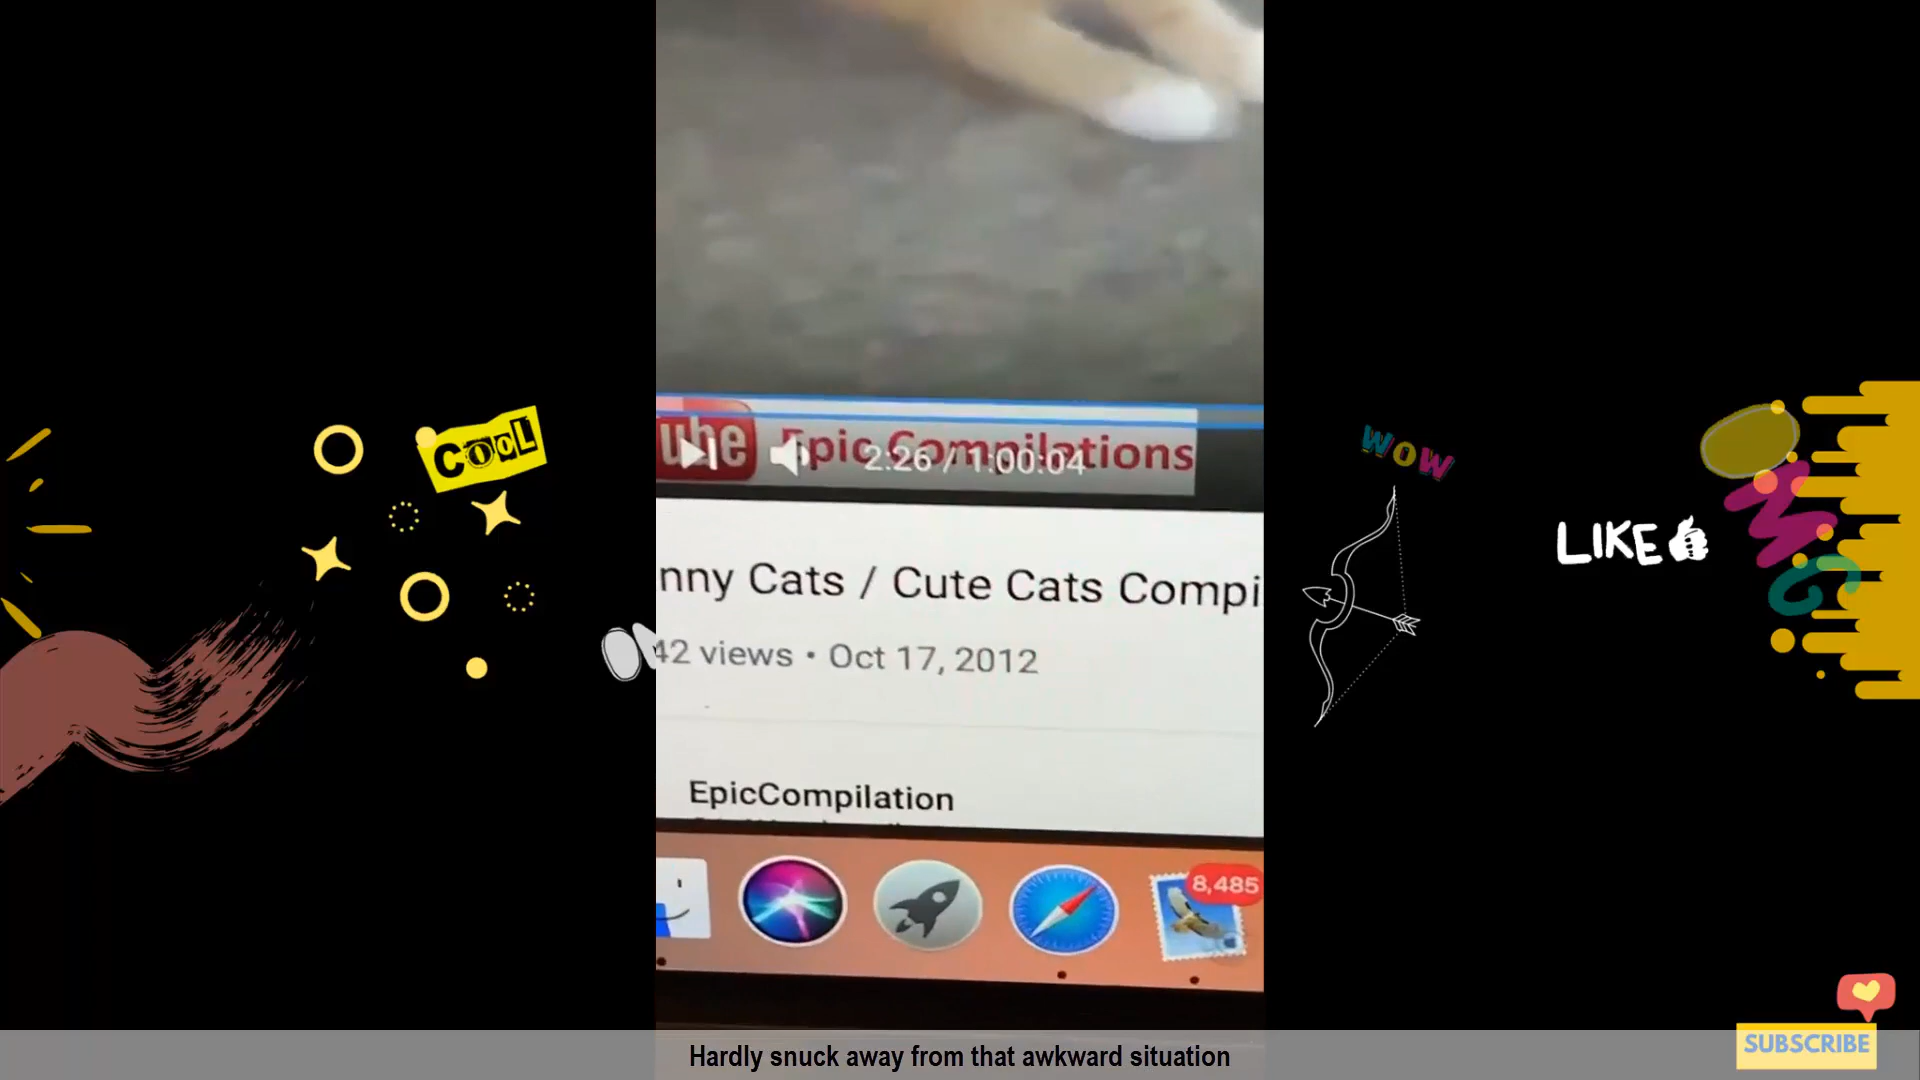 COOL
ube
Epic Compilations
2:26 / 1:00:04
nny Cats / Cute Cats Compi
42 views • Oct 17, 2012
EpicCompilation
8,485
WOW
LIKE
SUBSCRIBE
Hardly snuck away from that awkward situation